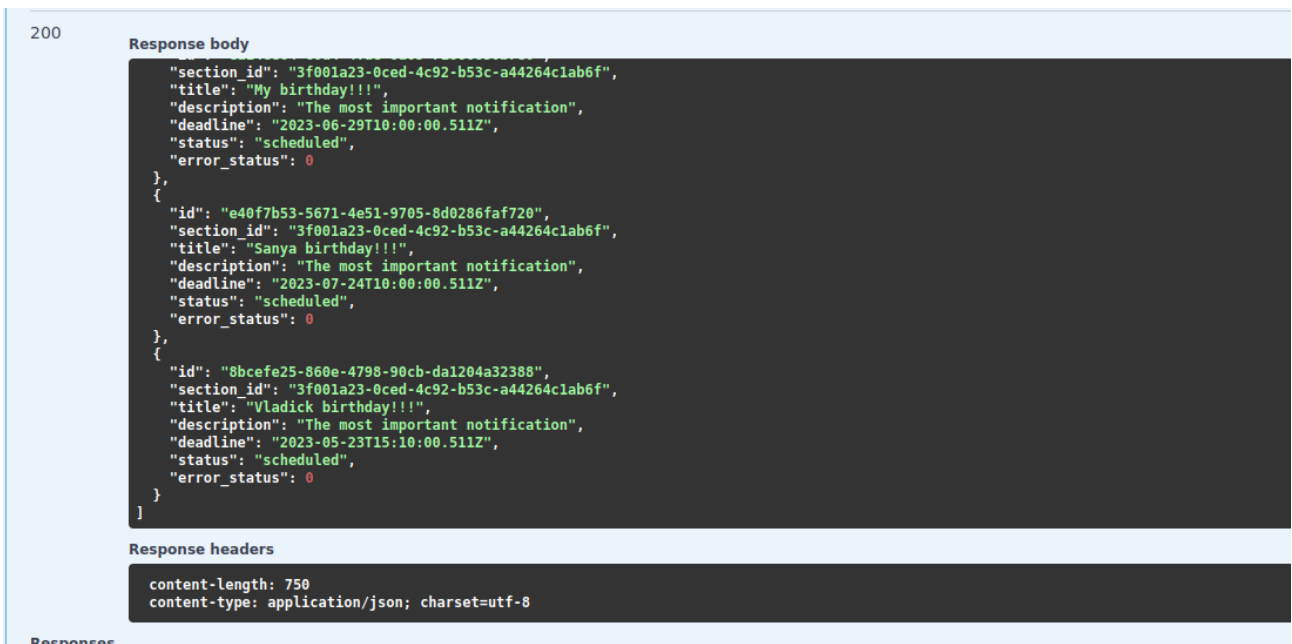 200
Response body
"section_id": "3f001a23-0ced-4c92-b53c-a44264c1ab6f",
"title": "My birthday!!!",
"description": "The most important notification",
"deadline": "2023-06-29T10:00:00.511Z",
"status": "scheduled",
"error_status": 0
},
{
"id": "e40f7b53-5671-4e51-9705-8d0286faf720",
"section_id": "3f001a23-0ced-4c92-b53c-a44264c1ab6f",
"title": "Sanya birthday!!!",
"description": "The most important notification",
"deadline": "2023-07-24T10:00:00.511Z",
"status": "scheduled",
"error_status": 0
},
{
"id": "8bcefe25-860e-4798-90cb-da1204a32388",
"section_id": "3f001a23-0ced-4c92-b53c-a44264c1ab6f",
"title": "Vladick birthday!!!",
"description": "The most important notification",
"deadline": "2023-05-23T15:10:00.511Z",
"status": "scheduled",
"error_status": 0
}
]
Response headers
content-length: 750
content-type: application/json; charset=utf-8
Responses